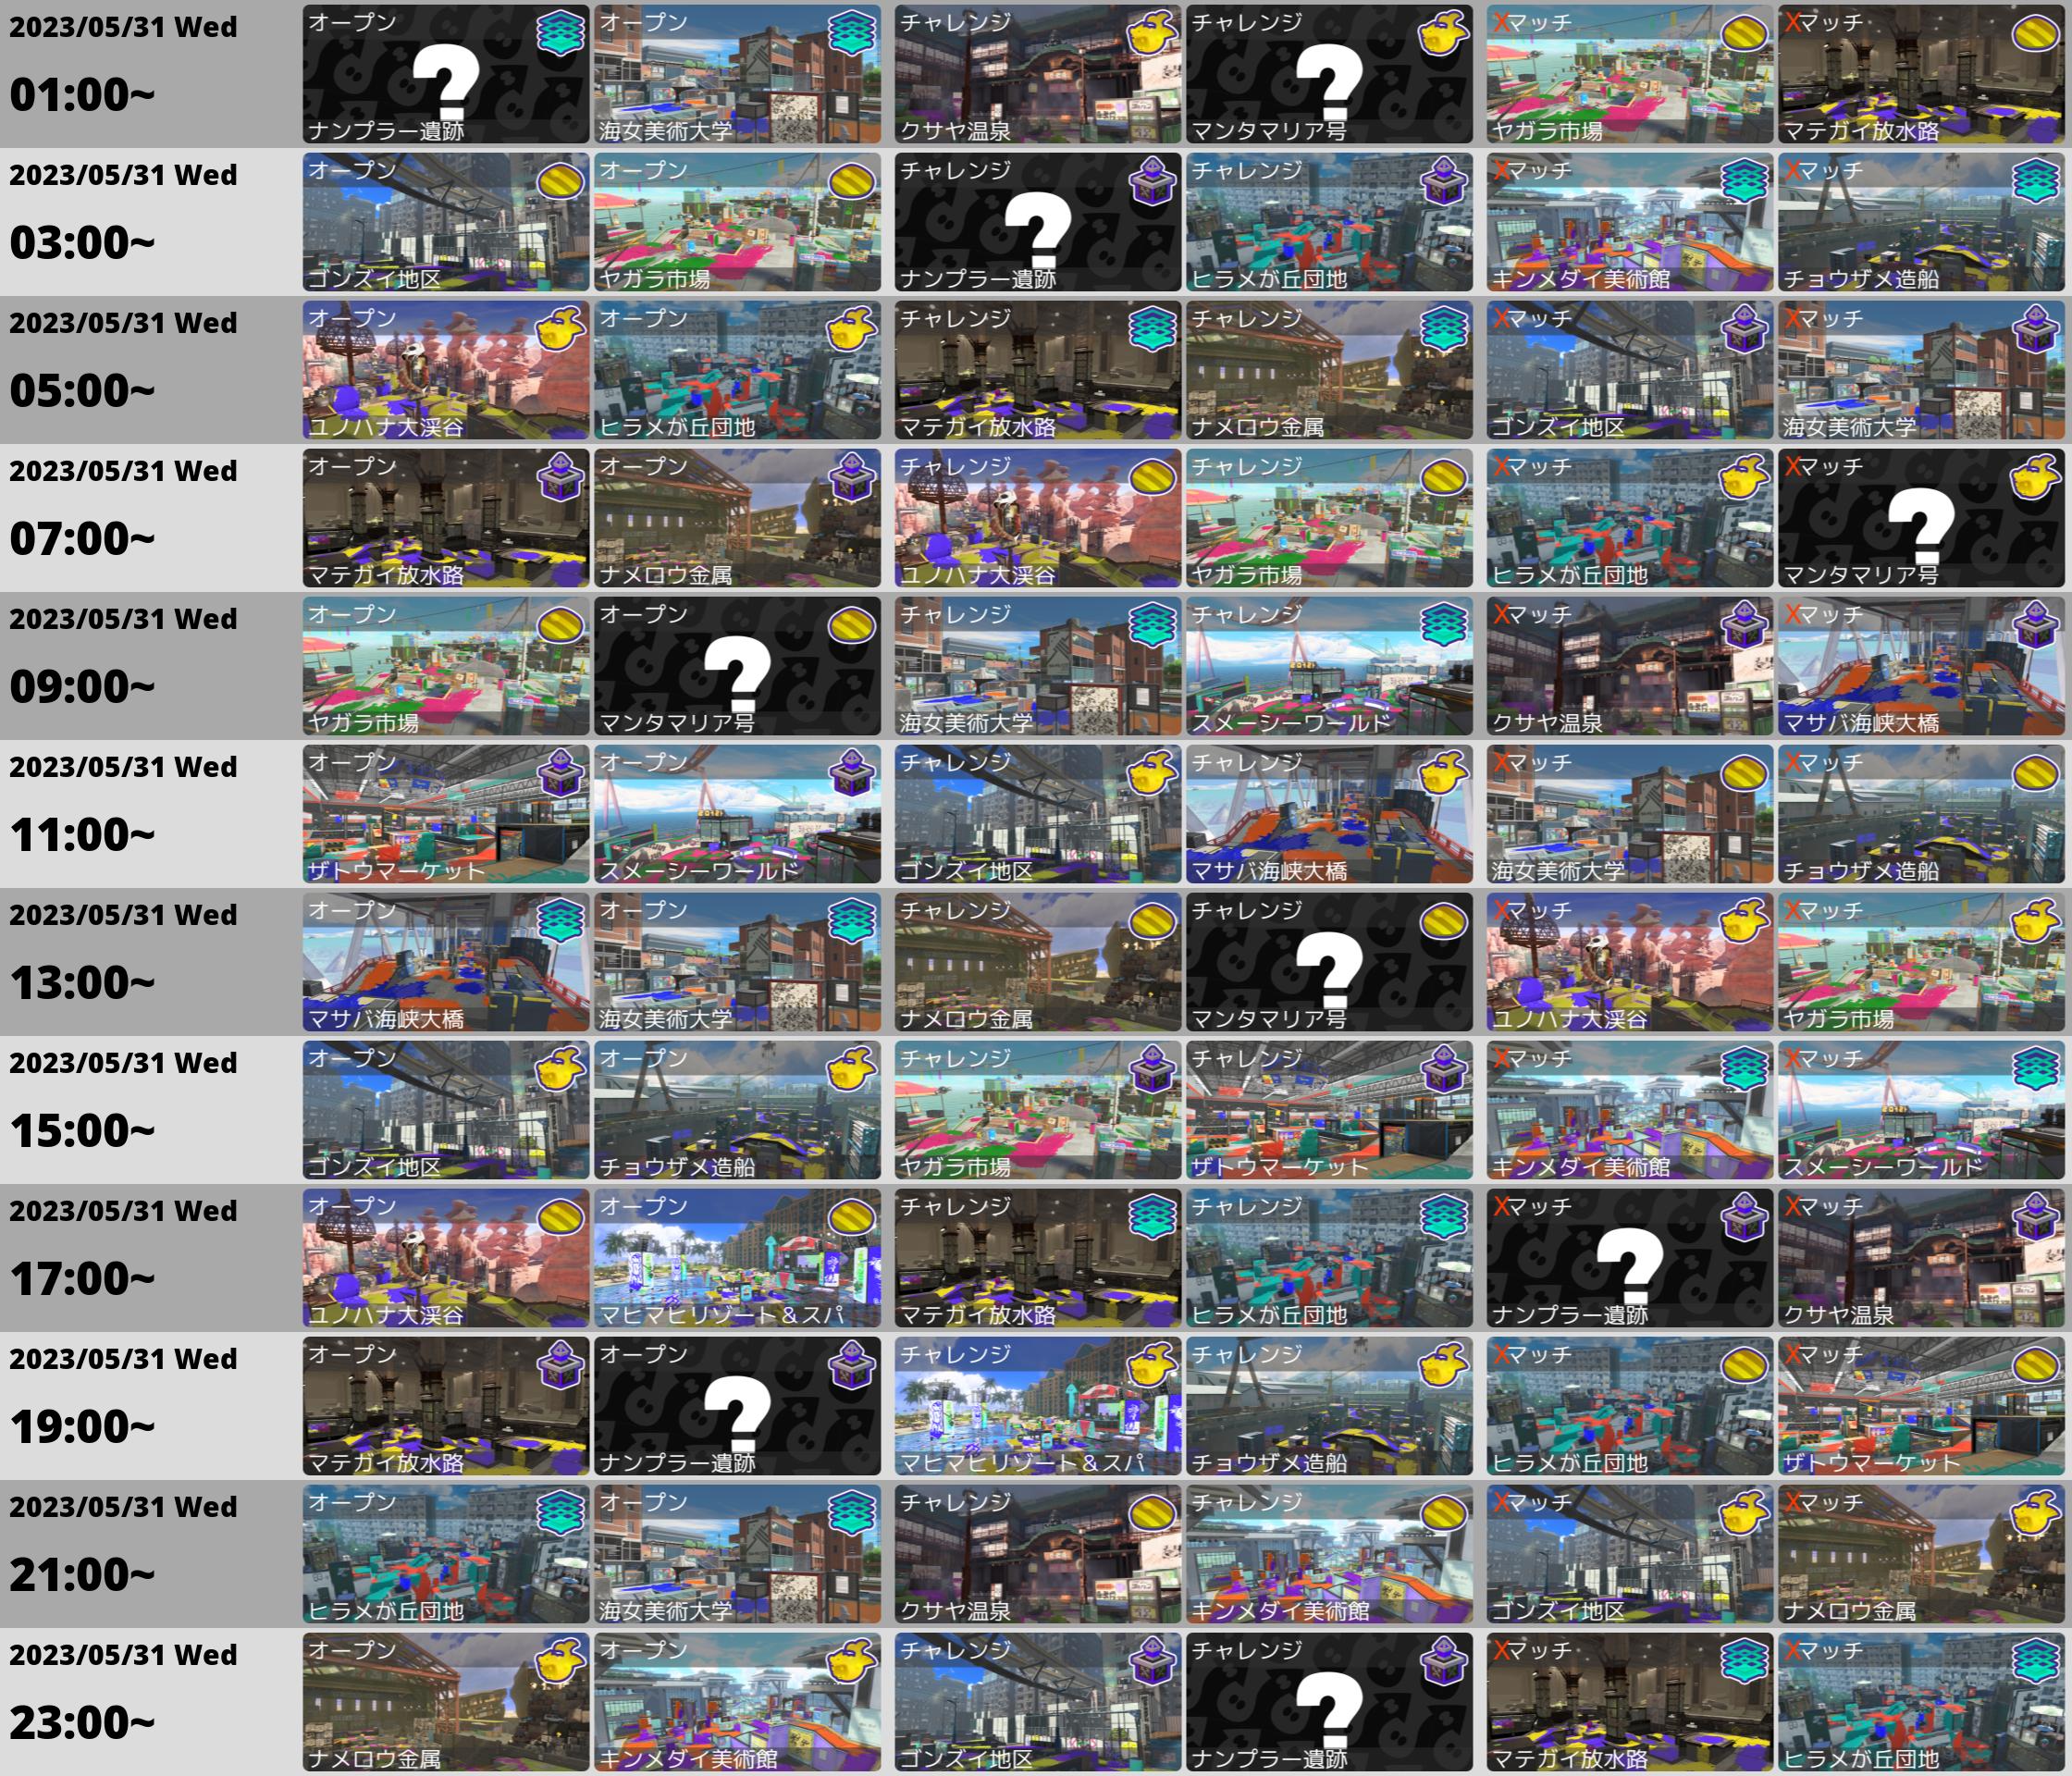 2023/05/31 Wed
01:00~
オープン オープン チャレンジ チャレンジ Xマッチ Xマッチ
ナンプラー遺跡 海女美術大学 クサヤ温泉 マンタマリア号 ヤガラ市場 マテガイ放水路
2023/05/31 Wed
03:00~
オープン オープン チャレンジ チャレンジ Xマッチ Xマッチ
ゴンズイ地区 ヤガラ市場 ナンプラー遺跡 ヒラメが丘団地 キンメダイ美術館 チョウザメ造船
2023/05/31 Wed
05:00~
オープン オープン チャレンジ チャレンジ Xマッチ Xマッチ
ユノハナ大渓谷 ヒラメが丘団地 マテガイ放水路 ナメロウ金属 ゴンズイ地区 海女美術大学
2023/05/31 Wed
07:00~
オープン オープン チャレンジ チャレンジ Xマッチ Xマッチ
マテガイ放水路 ナメロウ金属 ユノハナ大渓谷 ヤガラ市場 ヒラメが丘団地 マンタマリア号
2023/05/31 Wed
09:00~
オープン オープン チャレンジ チャレンジ Xマッチ Xマッチ
ヤガラ市場 マンタマリア号 海女美術大学 スメーシーワールド クサヤ温泉 マサバ海峡大橋
2023/05/31 Wed
11:00~
オープン オープン チャレンジ チャレンジ Xマッチ Xマッチ
ザトウマーケット スメーシーワールド ゴンズイ地区 マサバ海峡大橋 海女美術大学 チョウザメ造船
2023/05/31 Wed
13:00~
オープン オープン チャレンジ チャレンジ Xマッチ Xマッチ
マサバ海峡大橋 海女美術大学 ナメロウ金属 マンタマリア号 ユノハナ大渓谷 ヤガラ市場
2023/05/31 Wed
15:00~
オープン オープン チャレンジ チャレンジ Xマッチ Xマッチ
ゴンズイ地区 チョウザメ造船 ヤガラ市場 ザトウマーケット キンメダイ美術館 スメーシーワールド
2023/05/31 Wed
17:00~
オープン オープン チャレンジ チャレンジ Xマッチ Xマッチ
ユノハナ大渓谷 マヒマヒリゾート&スパ マテガイ放水路 ヒラメが丘団地 ナンプラー遺跡 クサヤ温泉
2023/05/31 Wed
19:00~
オープン オープン チャレンジ チャレンジ Xマッチ Xマッチ
マテガイ放水路 ナンプラー遺跡 マヒマヒリゾート&スパ チョウザメ造船 ヒラメが丘団地 ザトウマーケット
2023/05/31 Wed
21:00~
オープン オープン チャレンジ チャレンジ Xマッチ Xマッチ
ヒラメが丘団地 海女美術大学 クサヤ温泉 キンメダイ美術館 ゴンズイ地区 ナメロウ金属
2023/05/31 Wed
23:00~
オープン オープン チャレンジ チャレンジ Xマッチ Xマッチ
ナメロウ金属 キンメダイ美術館 ゴンズイ地区 ナンプラー遺跡 マテガイ放水路 ヒラメが丘団地